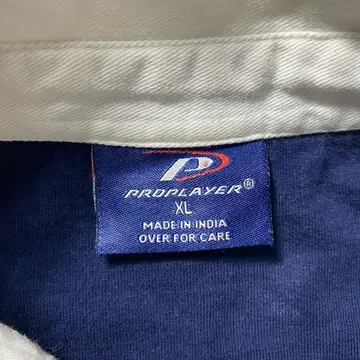 P
PROPLAYER®
XL
MADE IN INDIA
OVER FOR CARE